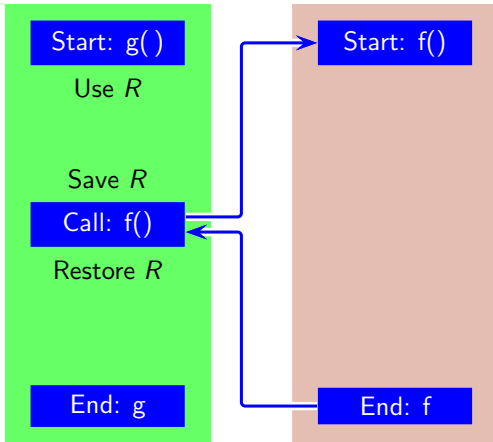 Start: g()
Use R
Save R
Call: f()
Restore R
End: g
Start: f()
End: f